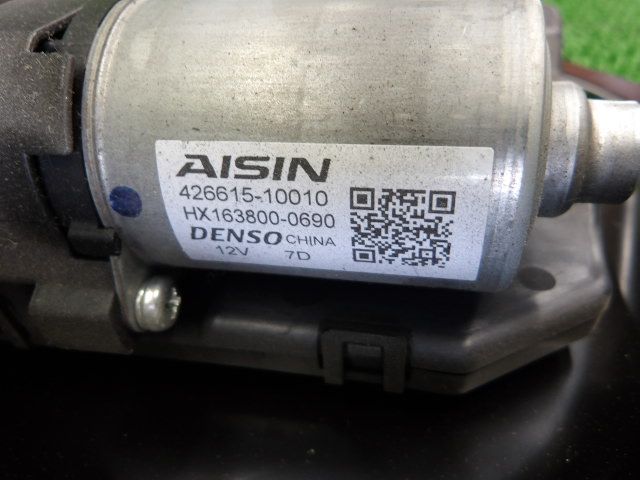 AISIN
426615-10010
HX163800-0690
DENSO CHINA
12V 7D